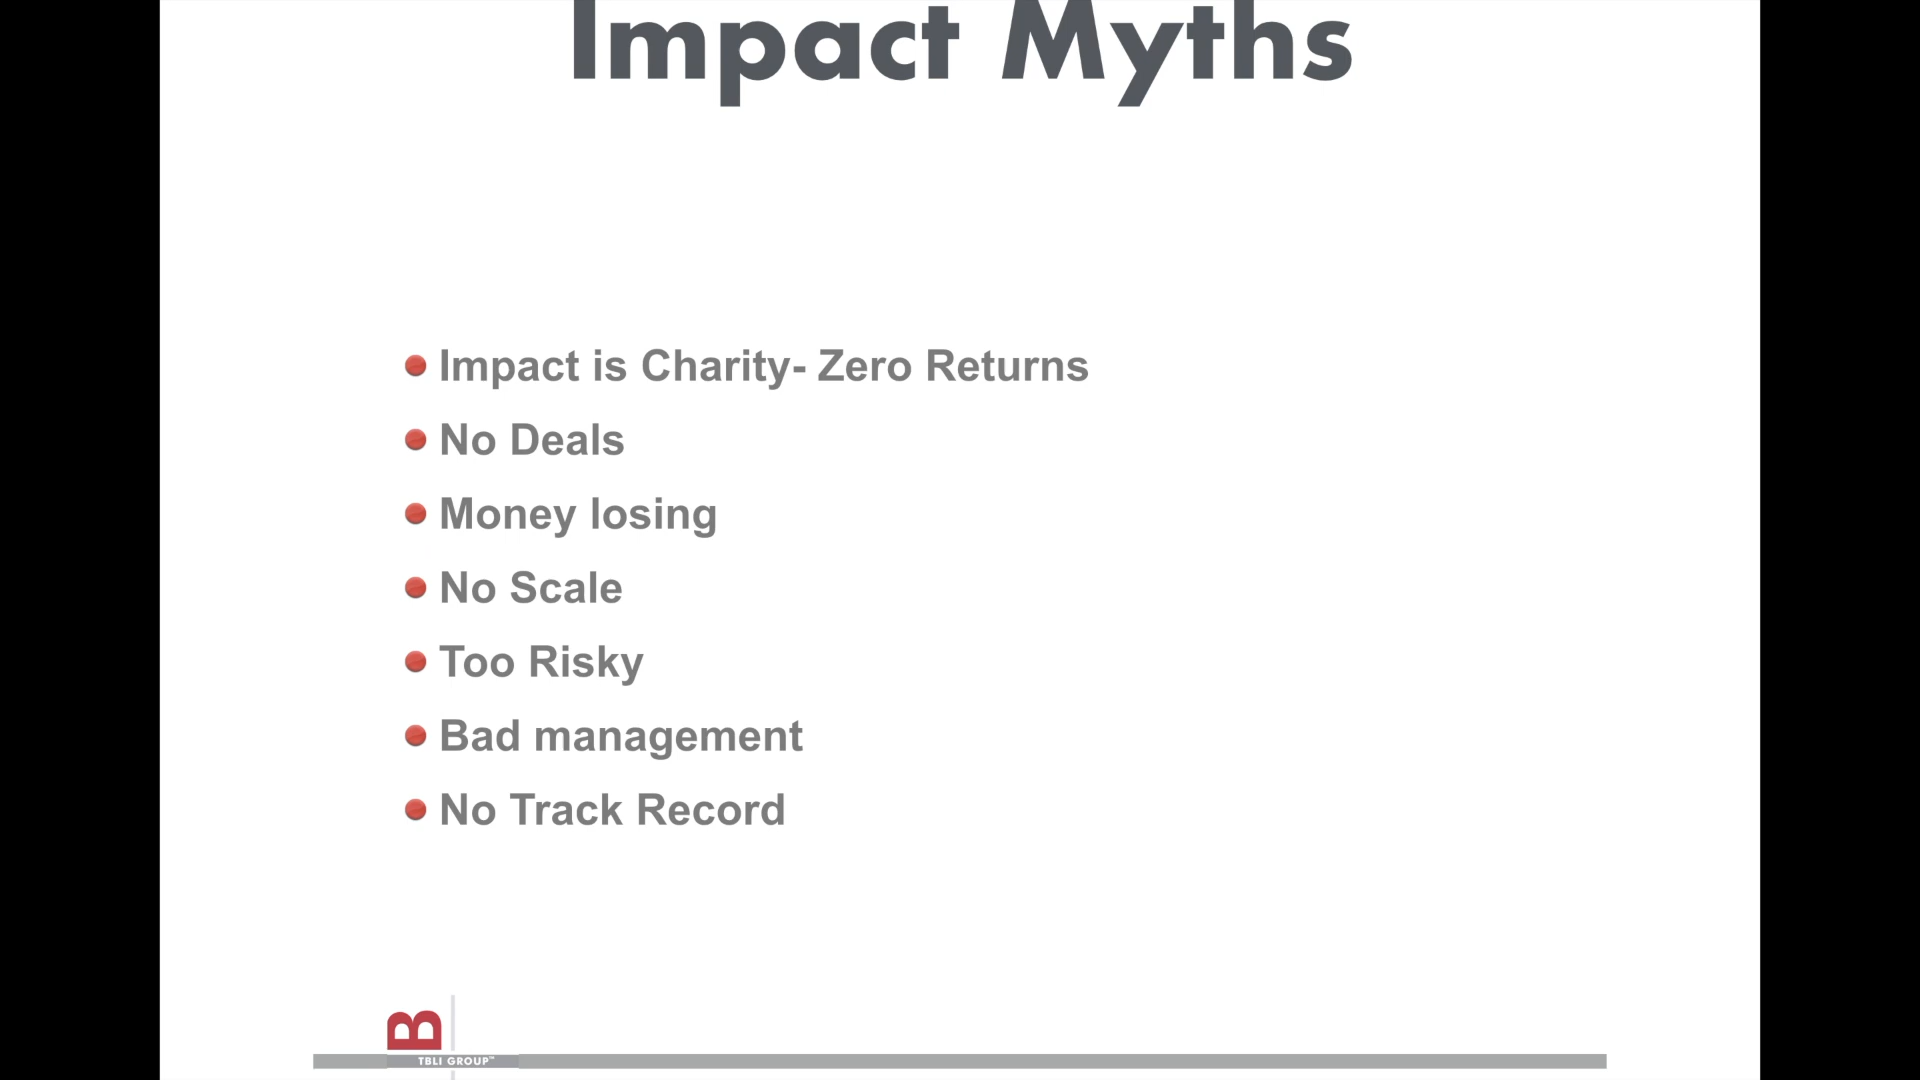 Impact Myths
Impact is Charity- Zero Returns
No Deals
Money losing
No Scale
Too Risky
Bad management
No Track Record
B
TBLI GROUP™